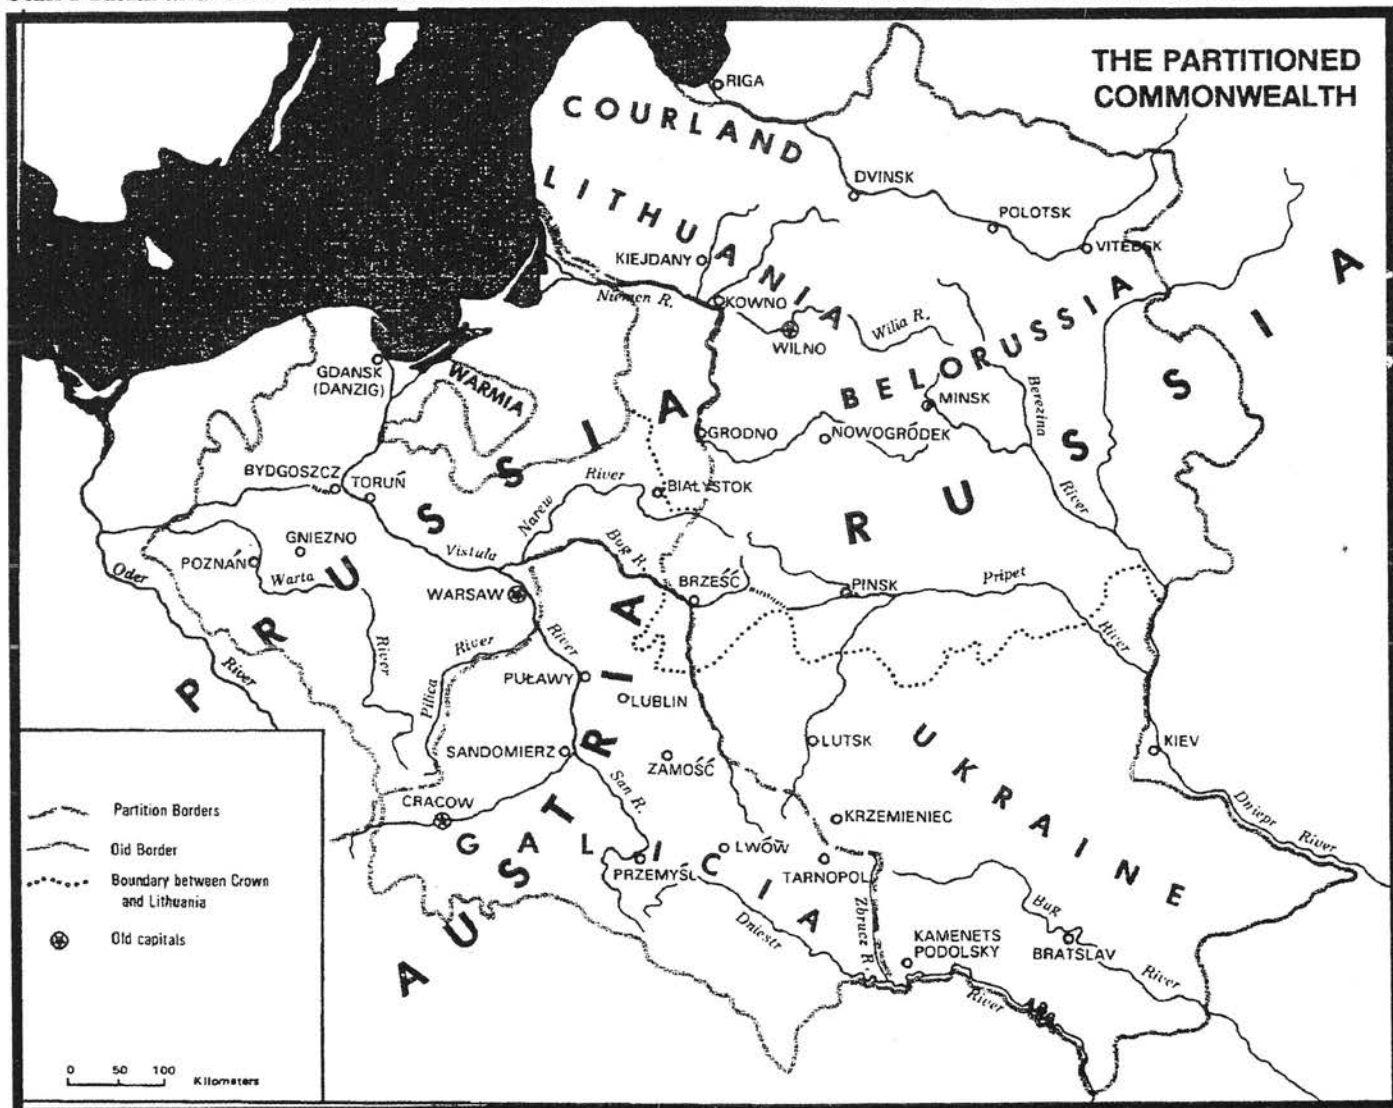 THE PARTITIONED
COMMONWEALTH
RIGA
COURLAND
LITHUANIA
DVINSK
POLOTSK
VITEBSK
KIEJDANY
Niemen R.
KOWNO
WILNO
Wilia R.
BELORUSSIA
MINSK
Berezina
River
NOWOGRÓDEK
GRODNO
RUSSIA
GDANSK
(DANZIG)
WARMIA
BYDGOSZCZ
TORUŃ
PRUSSIA
Narew
River
BIAŁYSTOK
GNIEZNO
POZNAŃ
Warta
River
Vistula
River
Bug R.
BRZEŚĆ
PINSK
Pripet
River
Oder
River
WARSAW
Pilica
River
PUŁAWY
LUBLIN
SANDOMIERZ
ZAMOŚĆ
San R.
LUTSK
UKRAINE
KIEV
Dniepr
River
CRACOW
GALICIA
AUSTRIA
PRZEMYŚL
LWÓW
KRZEMIENIEC
TARNOPOL
Dniestr
Zbrucz R.
KAMENETS
PODOLSKY
River
Bug
River
BRATSLAV
Partition Borders
Old Border
Boundary between Crown
and Lithuania
Old capitals
0 50 100
Kilometers